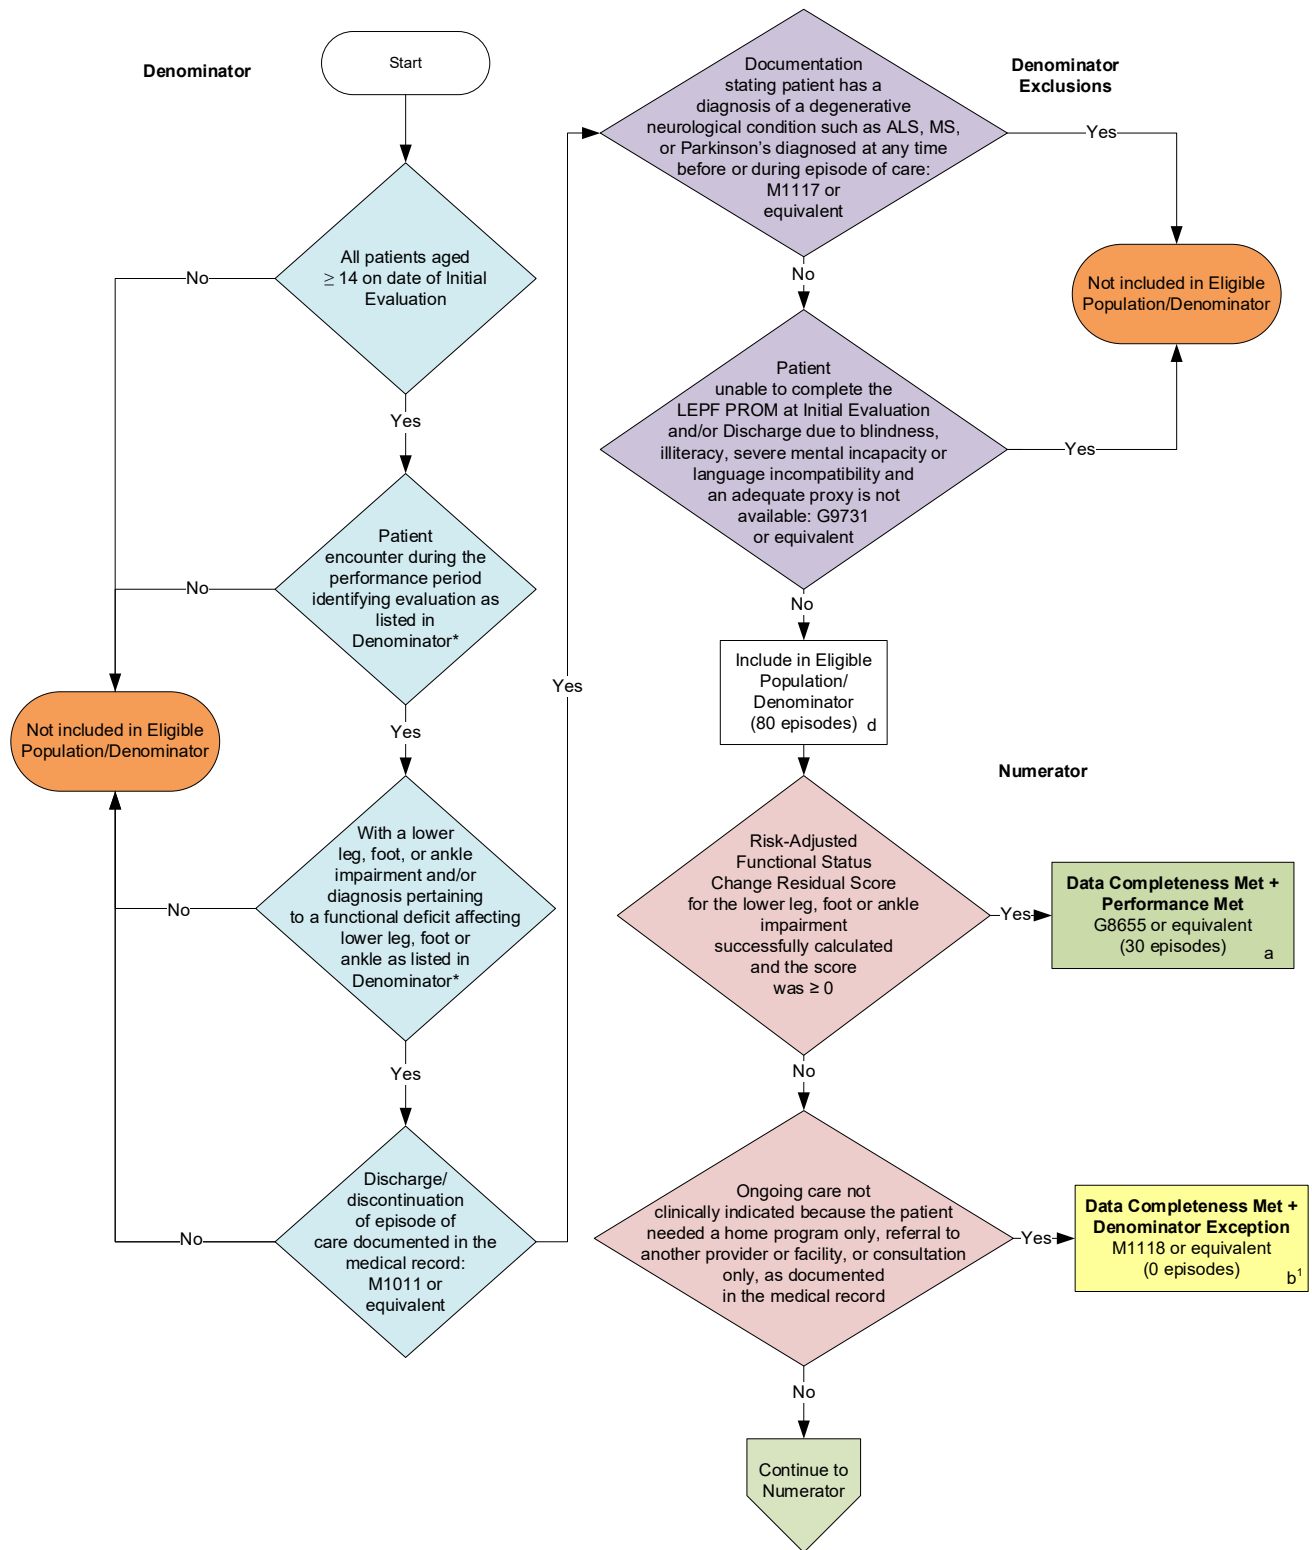 Denominator
Start
All patients aged
≥ 14 on date of Initial
Evaluation
No
Yes
Patient
encounter during the
performance period
identifying evaluation as
listed in
Denominator*
No
Yes
Not included in Eligible
Population/Denominator
With a lower
leg, foot, or ankle
impairment and/or
diagnosis pertaining
to a functional deficit affecting
lower leg, foot or
ankle as listed in
Denominator*
No
Yes
Discharge/
discontinuation
of episode of
care documented in the
medical record:
M1011 or
equivalent
No
Yes
Documentation
stating patient has a
diagnosis of a degenerative
neurological condition such as ALS, MS,
or Parkinson's diagnosed at any time
before or during episode of care:
M1117 or
equivalent
Denominator
Exclusions
Yes
No
Not included in Eligible
Population/Denominator
Patient
unable to complete the
LEPF PROM at Initial Evaluation
and/or Discharge due to blindness,
illiteracy, severe mental incapacity or
language incompatibility and
an adequate proxy is not
available: G9731
or equivalent
Yes
No
Include in Eligible
Population/
Denominator
(80 episodes) d
Numerator
Risk-Adjusted
Functional Status
Change Residual Score
for the lower leg, foot or ankle
impairment
successfully calculated
and the score
was ≥ 0
Yes
Data Completeness Met +
Performance Met
G8655 or equivalent
(30 episodes)
a
No
Ongoing care not
clinically indicated because the patient
needed a home program only, referral to
another provider or facility, or consultation
only, as documented
in the medical record
Yes
Data Completeness Met +
Denominator Exception
M1118 or equivalent
(0 episodes)
b¹
No
Continue to
Numerator